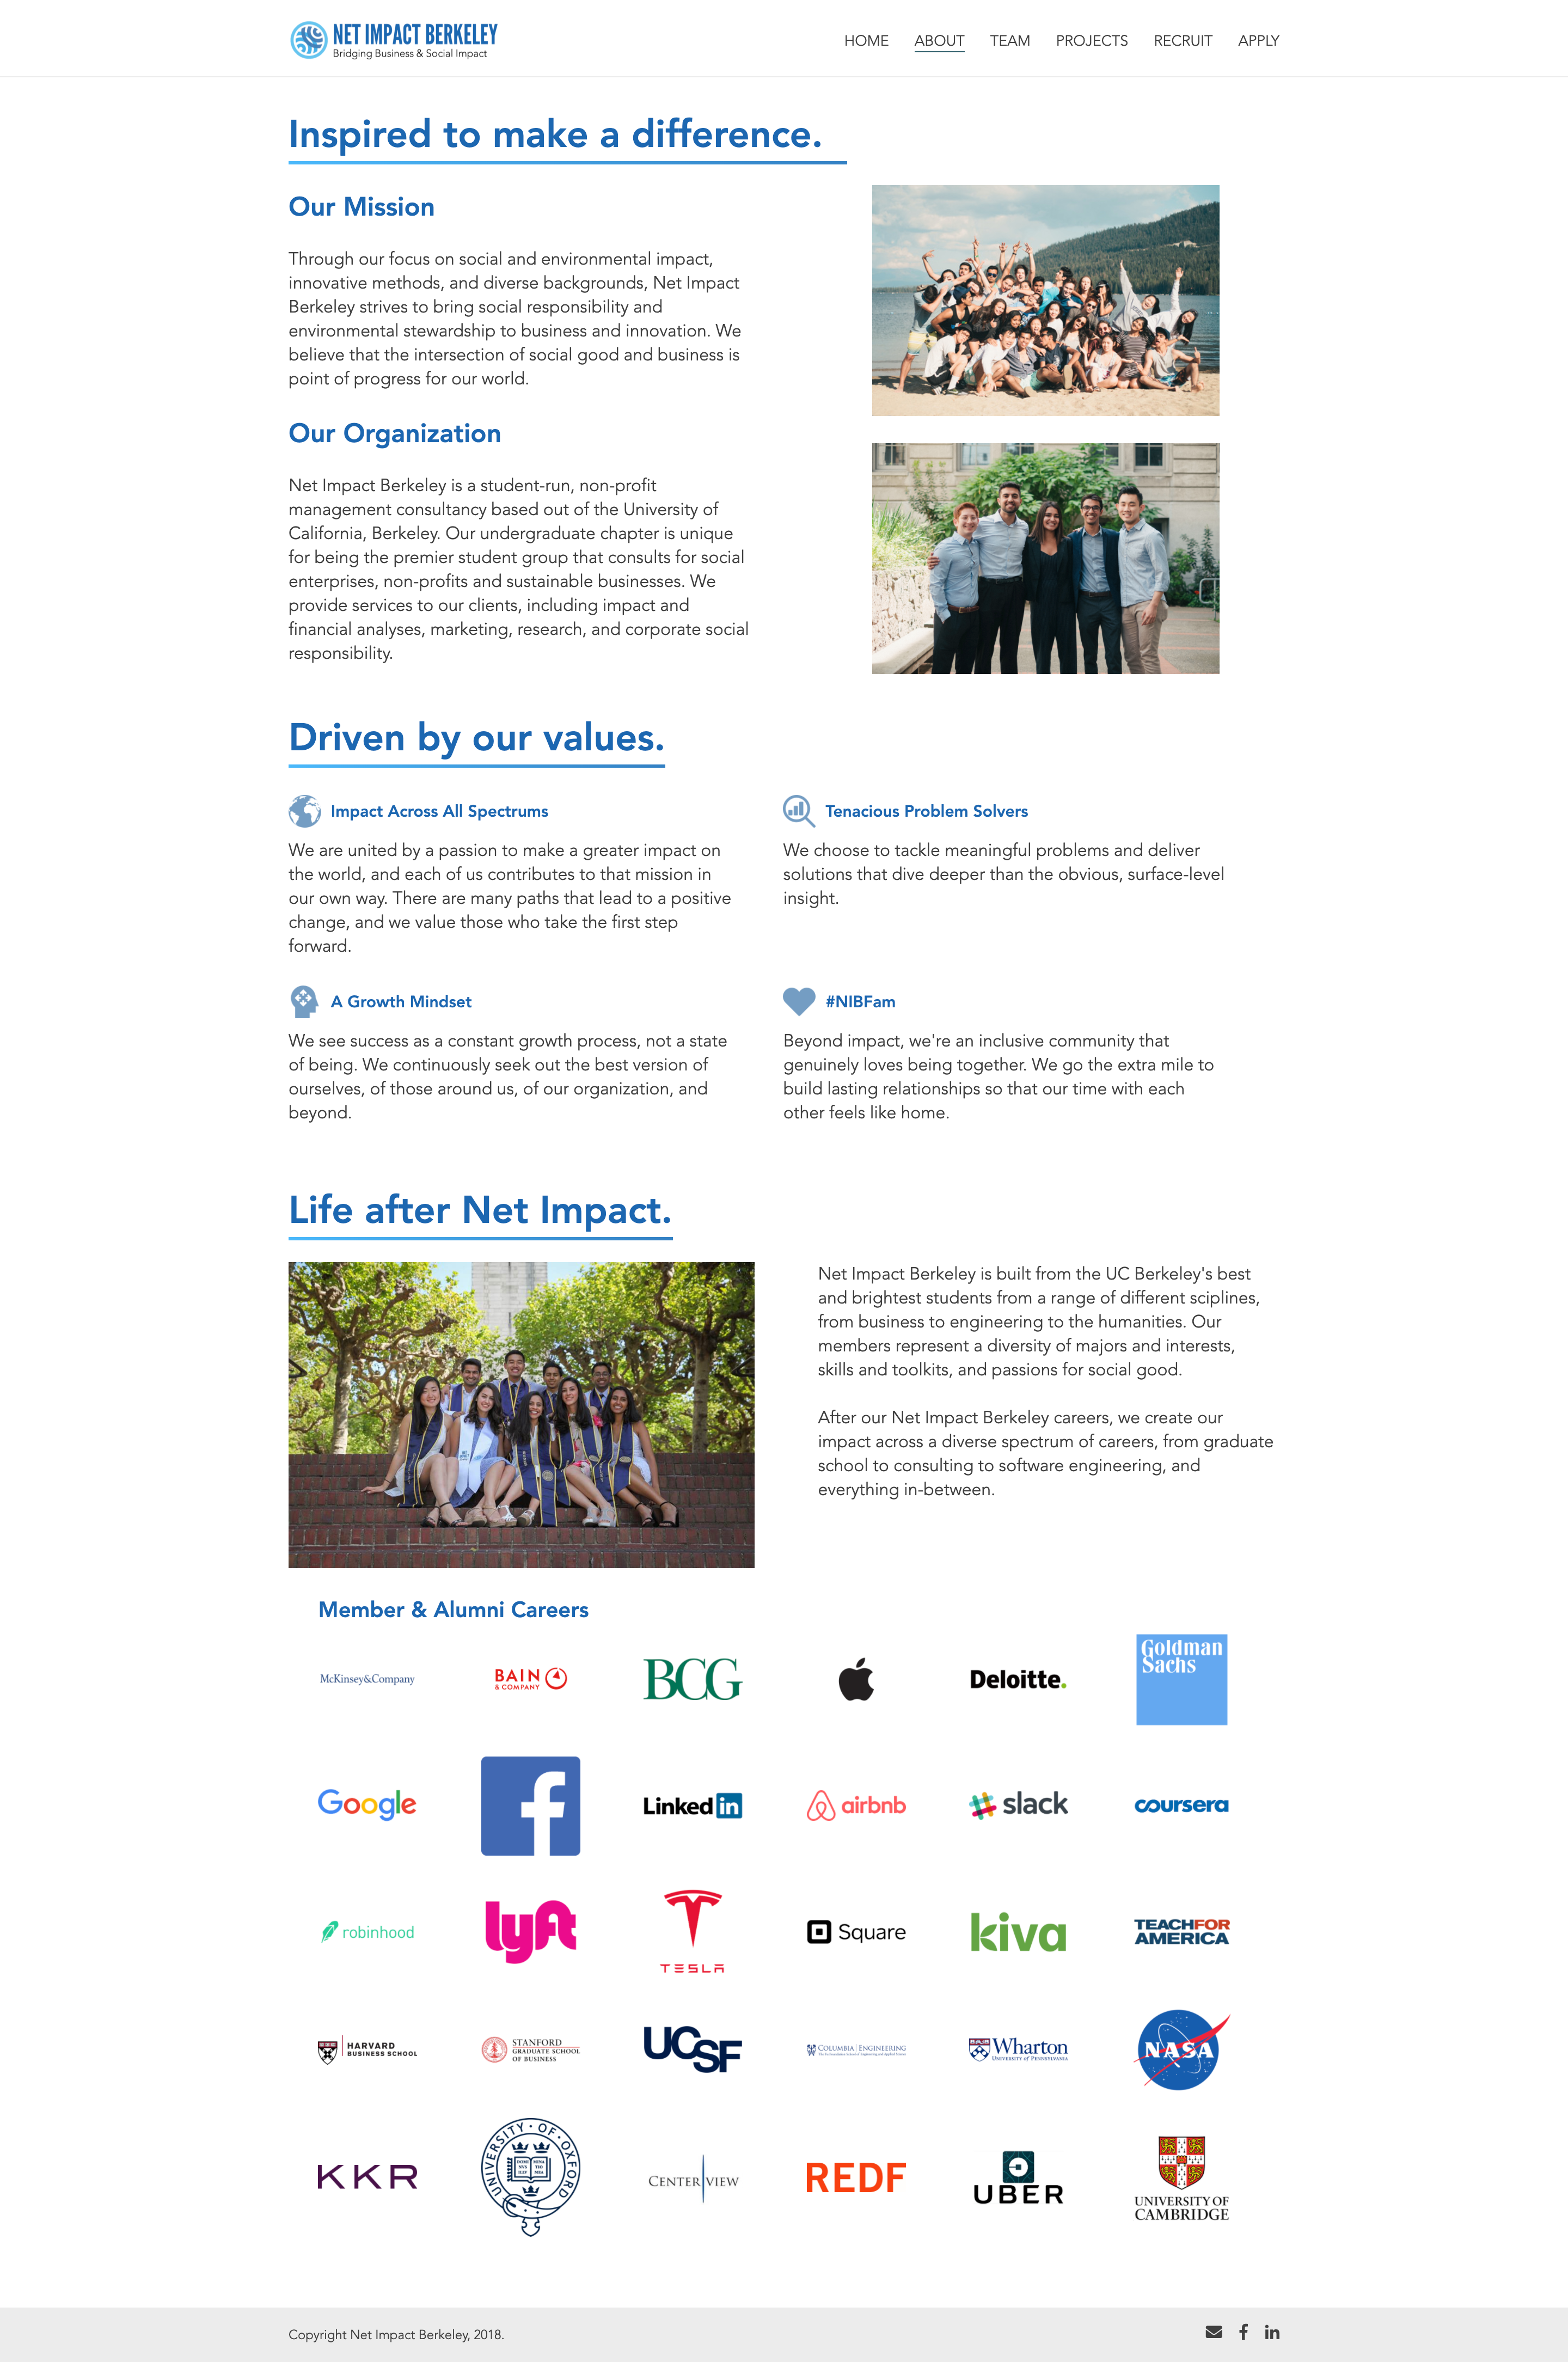 NET IMPACT BERKELEY
Bridging Business & Social Impact
HOME ABOUT TEAM PROJECTS RECRUIT APPLY
Inspired to make a difference.
Our Mission
Through our focus on social and environmental impact,
innovative methods, and diverse backgrounds, Net Impact
Berkeley strives to bring social responsibility and
environmental stewardship to business and innovation. We
believe that the intersection of social good and business is
point of progress for our world.
Our Organization
Net Impact Berkeley is a student-run, non-profit
management consultancy based out of the University of
California, Berkeley. Our undergraduate chapter is unique
for being the premier student group that consults for social
enterprises, non-profits and sustainable businesses. We
provide services to our clients, including impact and
financial analyses, marketing, research, and corporate social
responsibility.
Driven by our values.
Impact Across All Spectrums
We are united by a passion to make a greater impact on
the world, and each of us contributes to that mission in
our own way. There are many paths that lead to a positive
change, and we value those who take the first step
forward.
Tenacious Problem Solvers
We choose to tackle meaningful problems and deliver
solutions that dive deeper than the obvious, surface-level
insight.
A Growth Mindset
We see success as a constant growth process, not a state
of being. We continuously seek out the best version of
ourselves, of those around us, of our organization, and
beyond.
#NIBFam
Beyond impact, we're an inclusive community that
genuinely loves being together. We go the extra mile to
build lasting relationships so that our time with each
other feels like home.
Life after Net Impact.
Net Impact Berkeley is built from the UC Berkeley's best
and brightest students from a range of different sciplines,
from business to engineering to the humanities. Our
members represent a diversity of majors and interests,
skills and toolkits, and passions for social good.
After our Net Impact Berkeley careers, we create our
impact across a diverse spectrum of careers, from graduate
school to consulting to software engineering, and
everything in-between.
Member & Alumni Careers
McKinsey&Company
BAIN
& COMPANY
BCG
Deloitte.
Goldman
Sachs
Google
f
Linked in
airbnb
slack
coursera
robinhood
lyft
TESLA
Square
kiva
TEACHFOR
AMERICA
HARVARD
BUSINESS SCHOOL
STANFORD
GRADUATE SCHOOL
OF BUSINESS
UCSF
COLUMBIA | ENGINEERING
Wharton
UNIVERSITY OF PENNSYLVANIA
NASA
KKR
UNIVERSITY OF OXFORD
CENTERVIEW
REDF
UBER
UNIVERSITY OF
CAMBRIDGE
Copyright Net Impact Berkeley, 2018.
f in